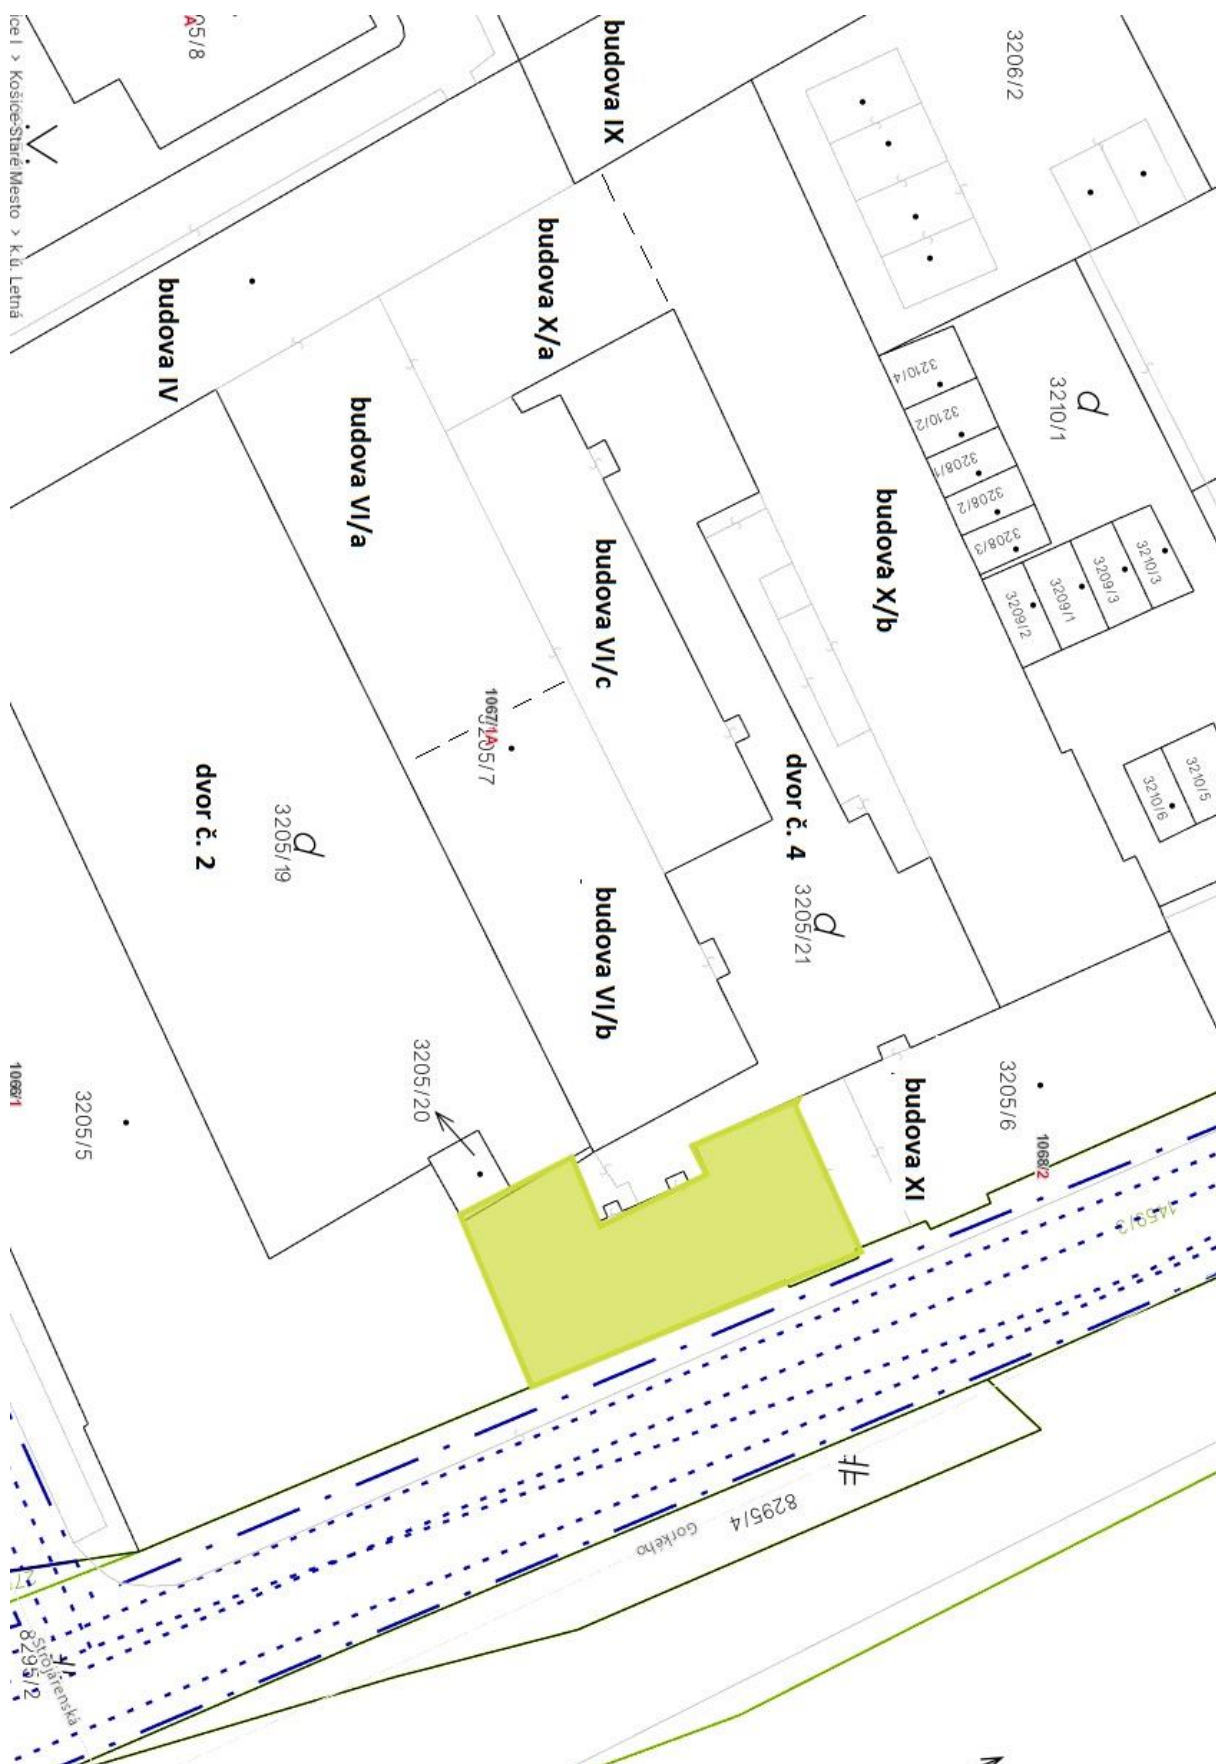 Košice-Staré Mesto > k.ú. Letná
budova IX
3206/2
budova X/a
budova IV
budova VI/a
3210/4
3210/2
3208/1
3208/2
3208/3
3210/1
budova X/b
budova VI/c
3210/3
3209/3
3209/1
3209/2
1067/1A
3205/7
dvor č. 2
3205/19
dvor č. 4
3205/21
3210/5
3210/6
budova VI/b
3205/20
3205/5
1066/1
budova XI
3205/6
1068/2
1459/3
8295/4
Gorkého
Strojárenská
8295/2